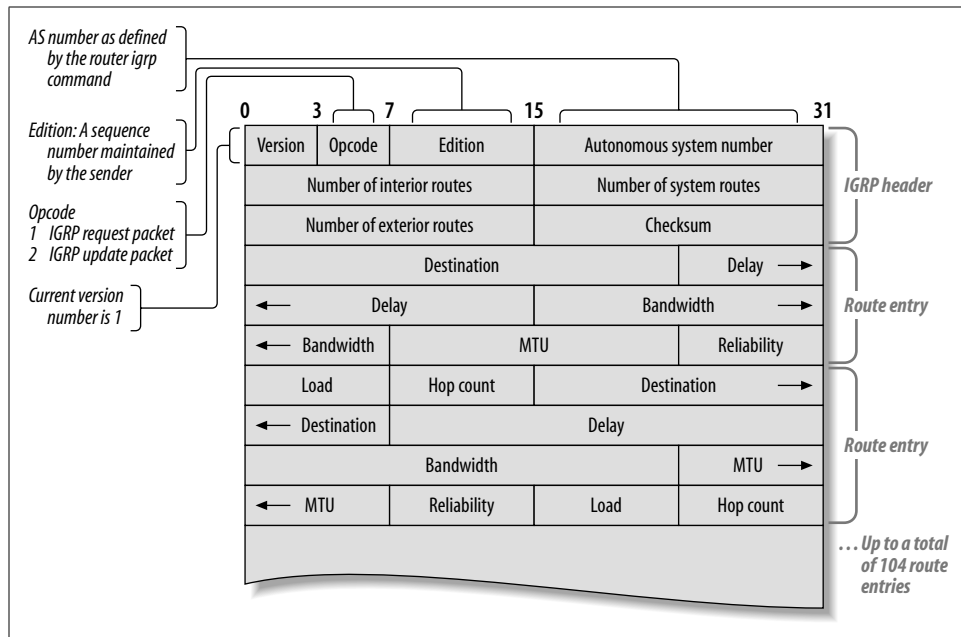 AS number as defined
by the router igrp
command
Edition: A sequence
number maintained
by the sender
Opcode
1 IGRP request packet
2 IGRP update packet
Current version
number is 1
0 3 7 15 31
Version Opcode Edition Autonomous system number
Number of interior routes Number of system routes
Number of exterior routes Checksum
Destination Delay
Delay Bandwidth
Bandwidth MTU Reliability
Load Hop count Destination
Destination Delay
Bandwidth MTU
MTU Reliability Load Hop count
IGRP header
Route entry
Route entry
...Up to a total
of 104 route
entries